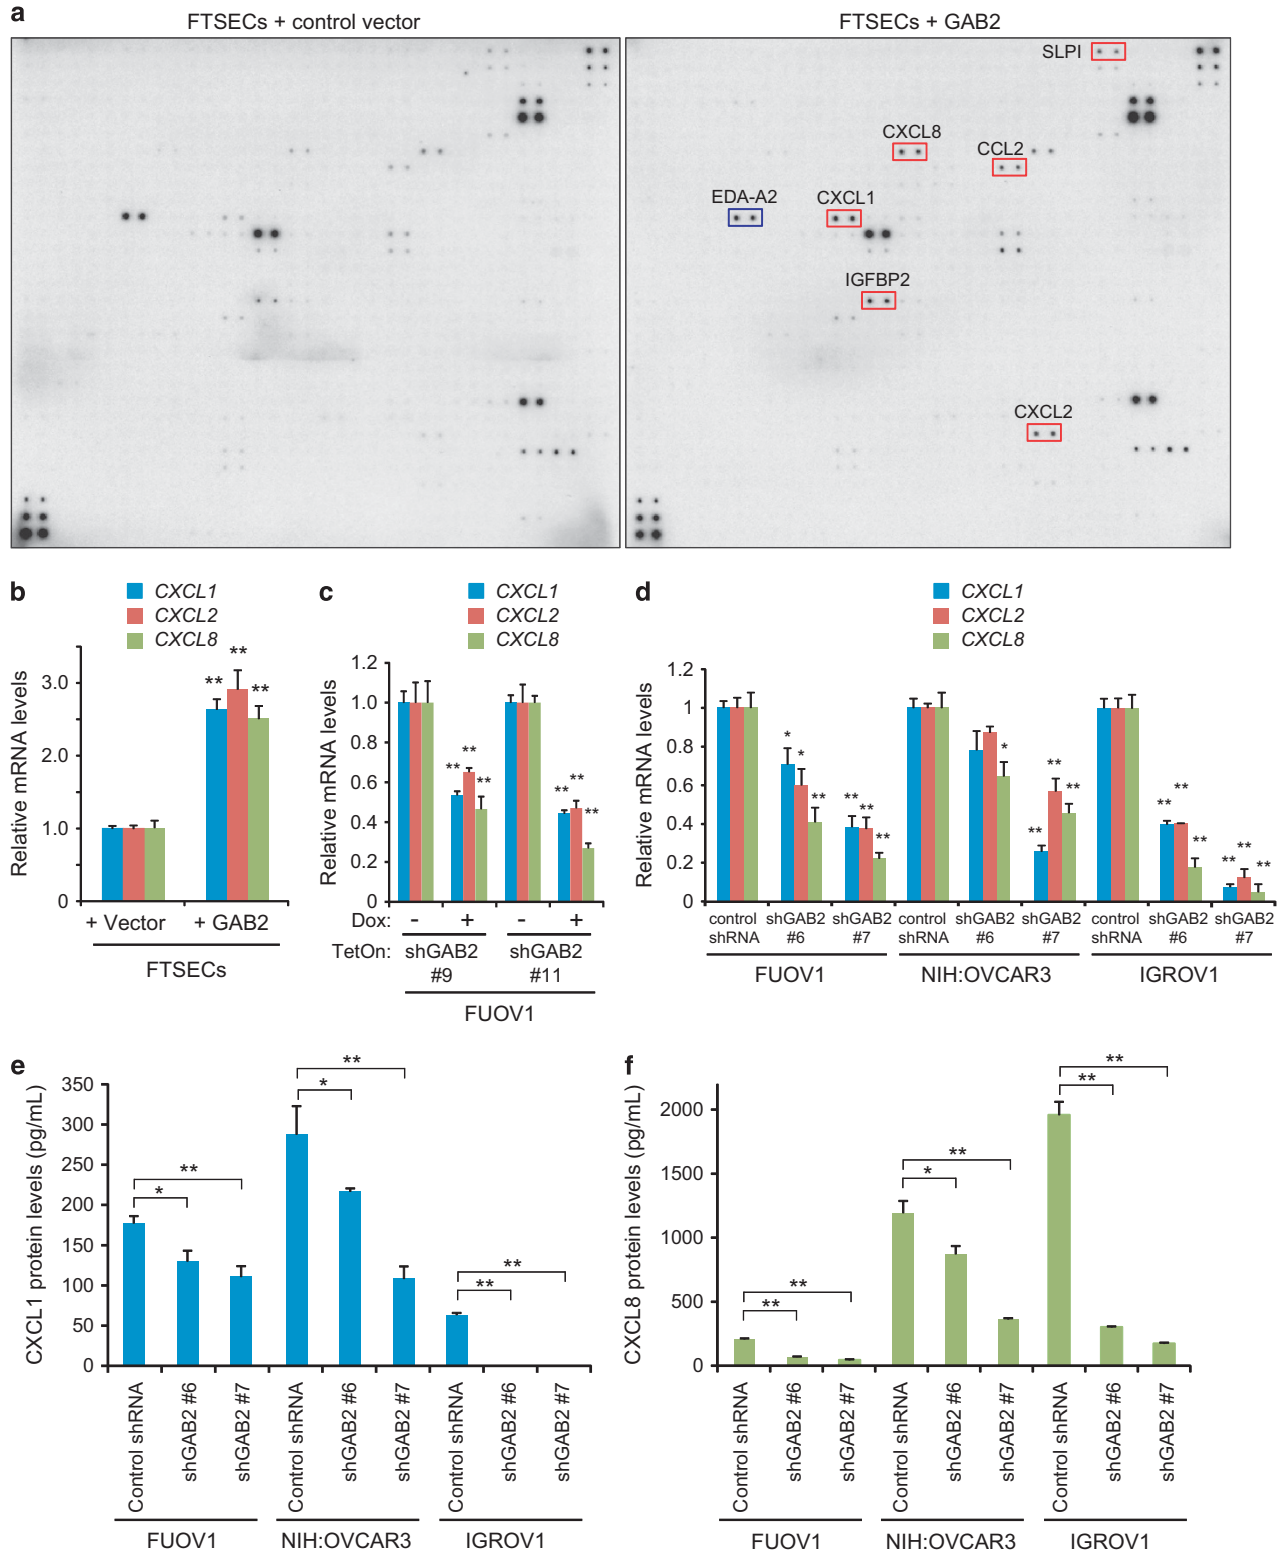 a
FTSECs + control vector
FTSECs + GAB2
SLPI
CXCL8
CCL2
EDA-A2
CXCL1
IGFBP2
CXCL2
b
CXCL1
CXCL2
CXCL8
Relative mRNA levels
3.0
2.0
1.0
0
** ** **
+ Vector
+ GAB2
FTSECs
c
CXCL1
CXCL2
CXCL8
Relative mRNA levels
1.2
1.0
0.8
0.6
0.4
0.2
0
** ** ** ** ** **
Dox: - + - +
TetOn: shGAB2 #9 shGAB2 #11
FUOV1
d
CXCL1
CXCL2
CXCL8
Relative mRNA levels
1.2
1
0.8
0.6
0.4
0.2
0
* * ** ** ** ** * ** ** ** ** ** ** ** ** **
control shRNA shGAB2 #6 shGAB2 #7 control shRNA shGAB2 #6 shGAB2 #7 control shRNA shGAB2 #6 shGAB2 #7
FUOV1 NIH:OVCAR3 IGROV1
e
CXCL1 protein levels (pg/mL)
350
300
250
200
150
100
50
0
* ** * ** ** **
Control shRNA
shGAB2 #6
shGAB2 #7
Control shRNA
shGAB2 #6
shGAB2 #7
Control shRNA
shGAB2 #6
shGAB2 #7
FUOV1 NIH:OVCAR3 IGROV1
f
CXCL8 protein levels (pg/mL)
2000
1500
1000
500
0
** ** * ** ** **
Control shRNA
shGAB2 #6
shGAB2 #7
Control shRNA
shGAB2 #6
shGAB2 #7
Control shRNA
shGAB2 #6
shGAB2 #7
FUOV1 NIH:OVCAR3 IGROV1